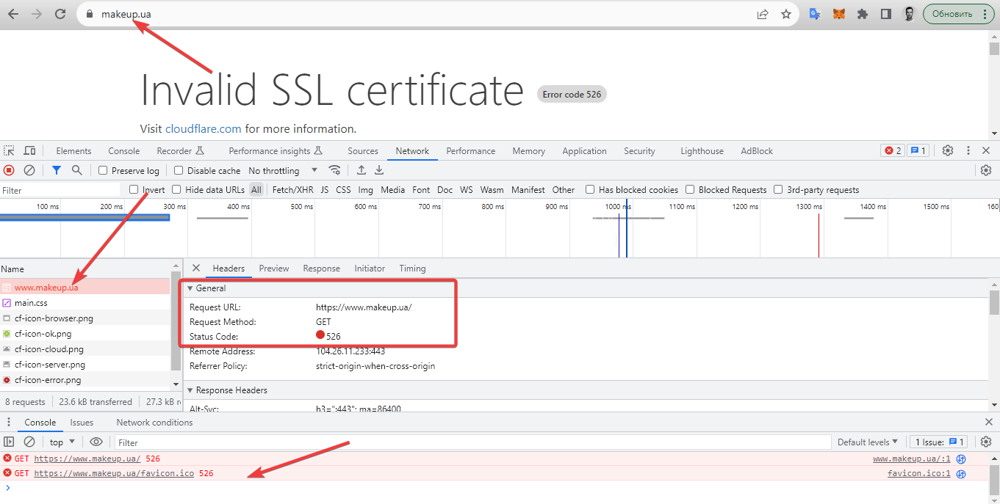 makeup.ua
Обновить
Invalid SSL certificate Error code 526
Visit cloudflare.com for more information.
Elements Console Recorder Performance insights Sources Network Performance Memory Application Security Lighthouse AdBlock 2 1
Preserve log Disable cache No throttling
Filter Invert Hide data URLs All Fetch/XHR JS CSS Img Media Font Doc WS Wasm Manifest Other Has blocked cookies Blocked Requests 3rd-party requests
100 ms 200 ms 300 ms 400 ms 500 ms 600 ms 700 ms 800 ms 900 ms 1000 ms 1100 ms 1200 ms 1300 ms 1400 ms 1500 ms 160
Name
www.makeup.ua
main.css
cf-icon-browser.png
cf-icon-ok.png
cf-icon-cloud.png
cf-icon-server.png
cf-icon-error.png
8 requests 23.6 kB transferred 27.3 kB r
Headers Preview Response Initiator Timing
General
Request URL: https://www.makeup.ua/
Request Method: GET
Status Code: 526
Remote Address: 104.26.11.233:443
Referrer Policy: strict-origin-when-cross-origin
Response Headers
Alt-Svc: h3=":443"; ma=86400
Console Issues Network conditions
top Filter Default levels 1 Issue: 1
GET https://www.makeup.ua/ 526 www.makeup.ua/:1
GET https://www.makeup.ua/favicon.ico 526 favicon.ico:1